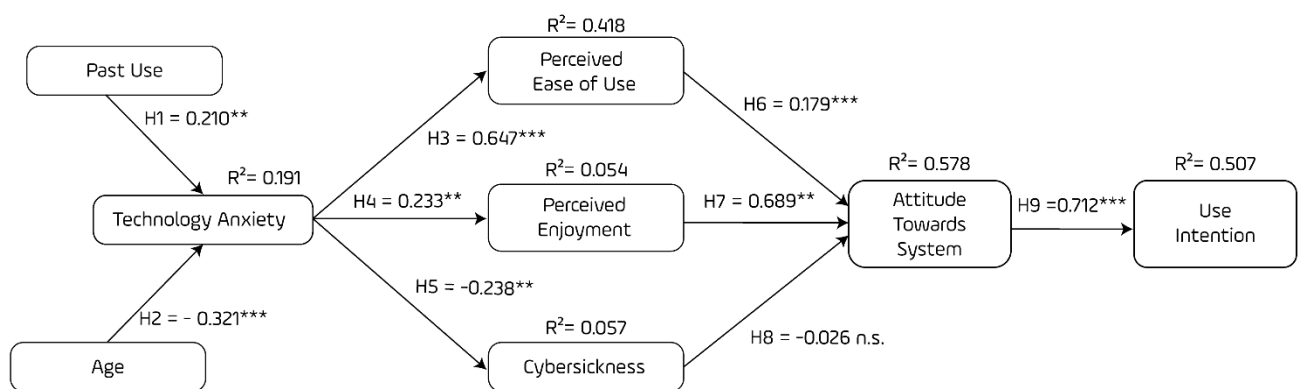 R²= 0.418
Past Use
Perceived
Ease of Use
H1 = 0.210**
H6 = 0.179***
H3 = 0.647***
R²= 0.191
R²= 0.054
R²= 0.578
R²= 0.507
Technology Anxiety
H4 = 0.233**
Perceived
Enjoyment
H7 = 0.689**
Attitude
Towards
System
H9 =0.712***
Use
Intention
H5 = -0.238**
H2 = - 0.321***
R²= 0.057
H8 = -0.026 n.s.
Age
Cybersickness